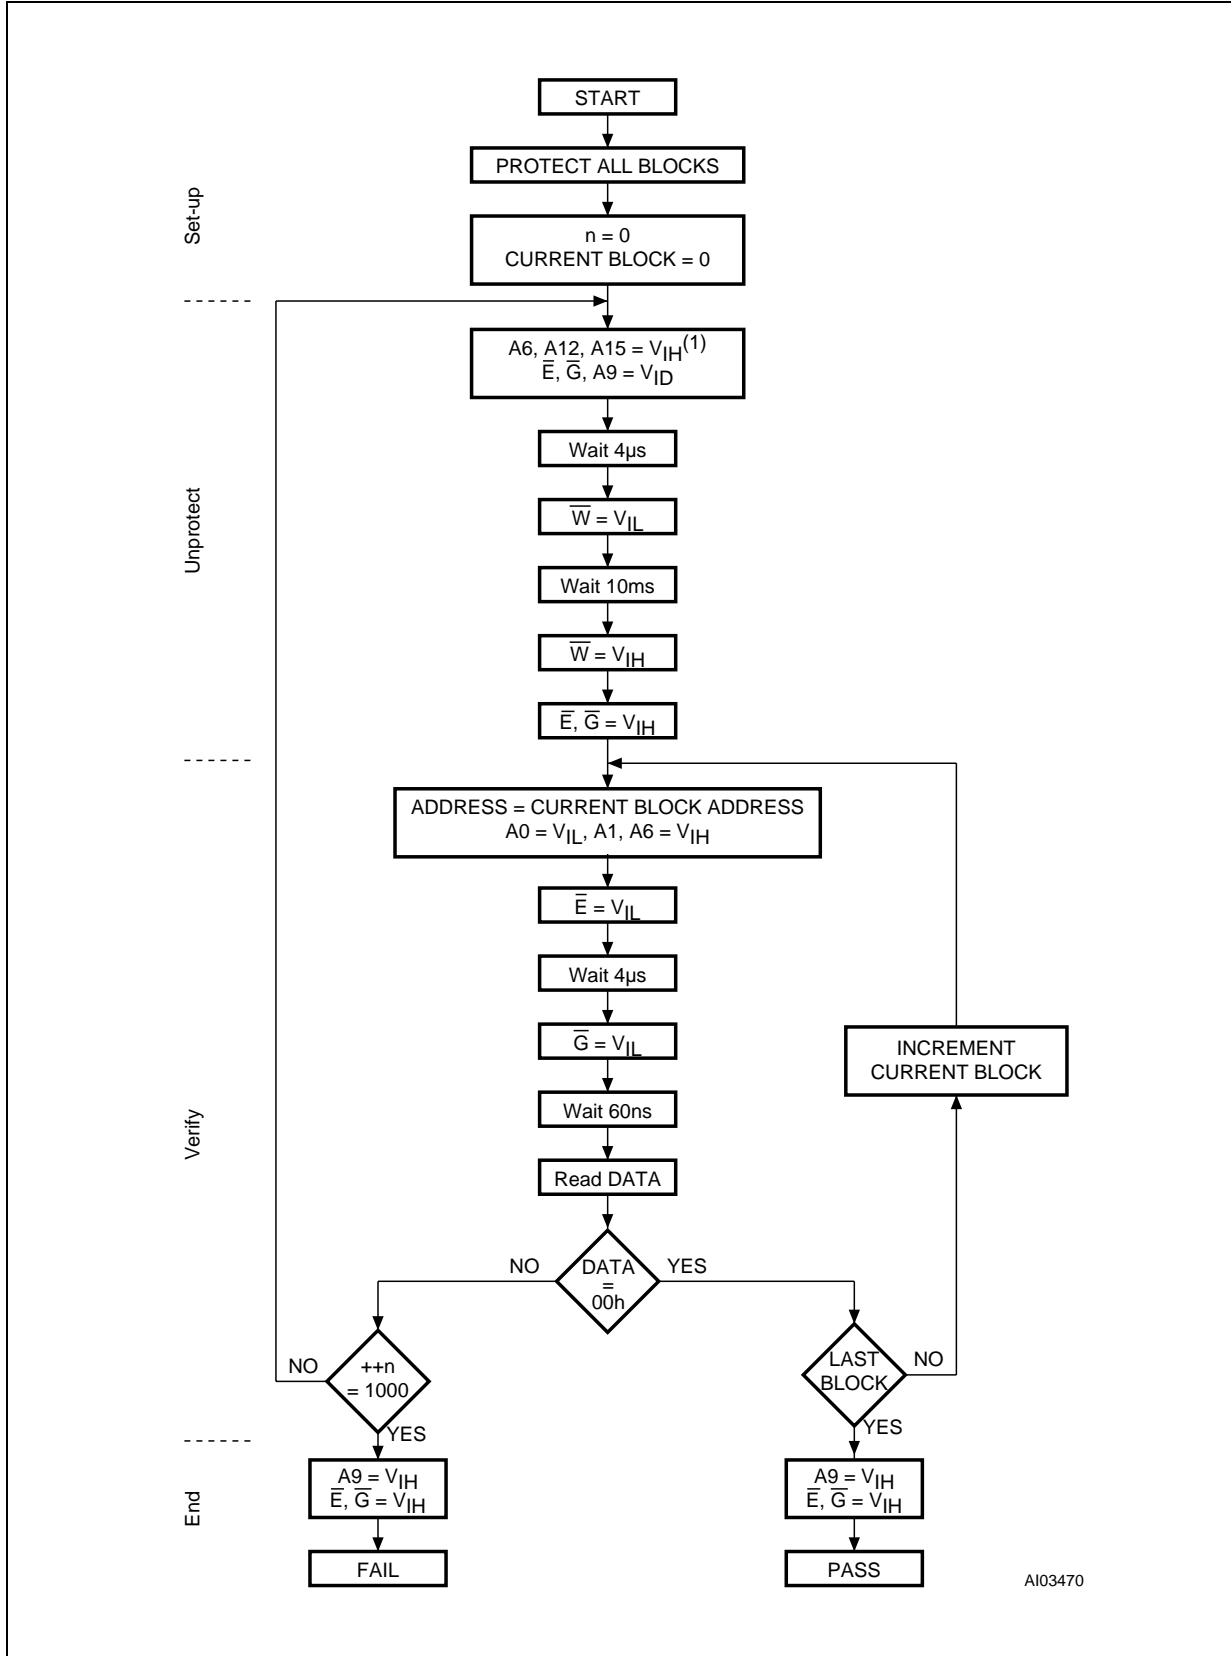 START
PROTECT ALL BLOCKS
Set-up
n = 0
CURRENT BLOCK = 0
A6, A12, A15 = VIH(1)
E̅, G̅, A9 = VID
Wait 4µs
W̅ = VIL
Unprotect
Wait 10ms
W̅ = VIH
E̅, G̅ = VIH
ADDRESS = CURRENT BLOCK ADDRESS
A0 = VIL, A1, A6 = VIH
E̅ = VIL
Wait 4µs
G̅ = VIL
INCREMENT
CURRENT BLOCK
Wait 60ns
Verify
Read DATA
NO
DATA
=
00h
YES
NO
++n
= 1000
YES
LAST
BLOCK
NO
YES
End
A9 = VIH
E̅, G̅ = VIH
A9 = VIH
E̅, G̅ = VIH
FAIL
PASS
AI03470